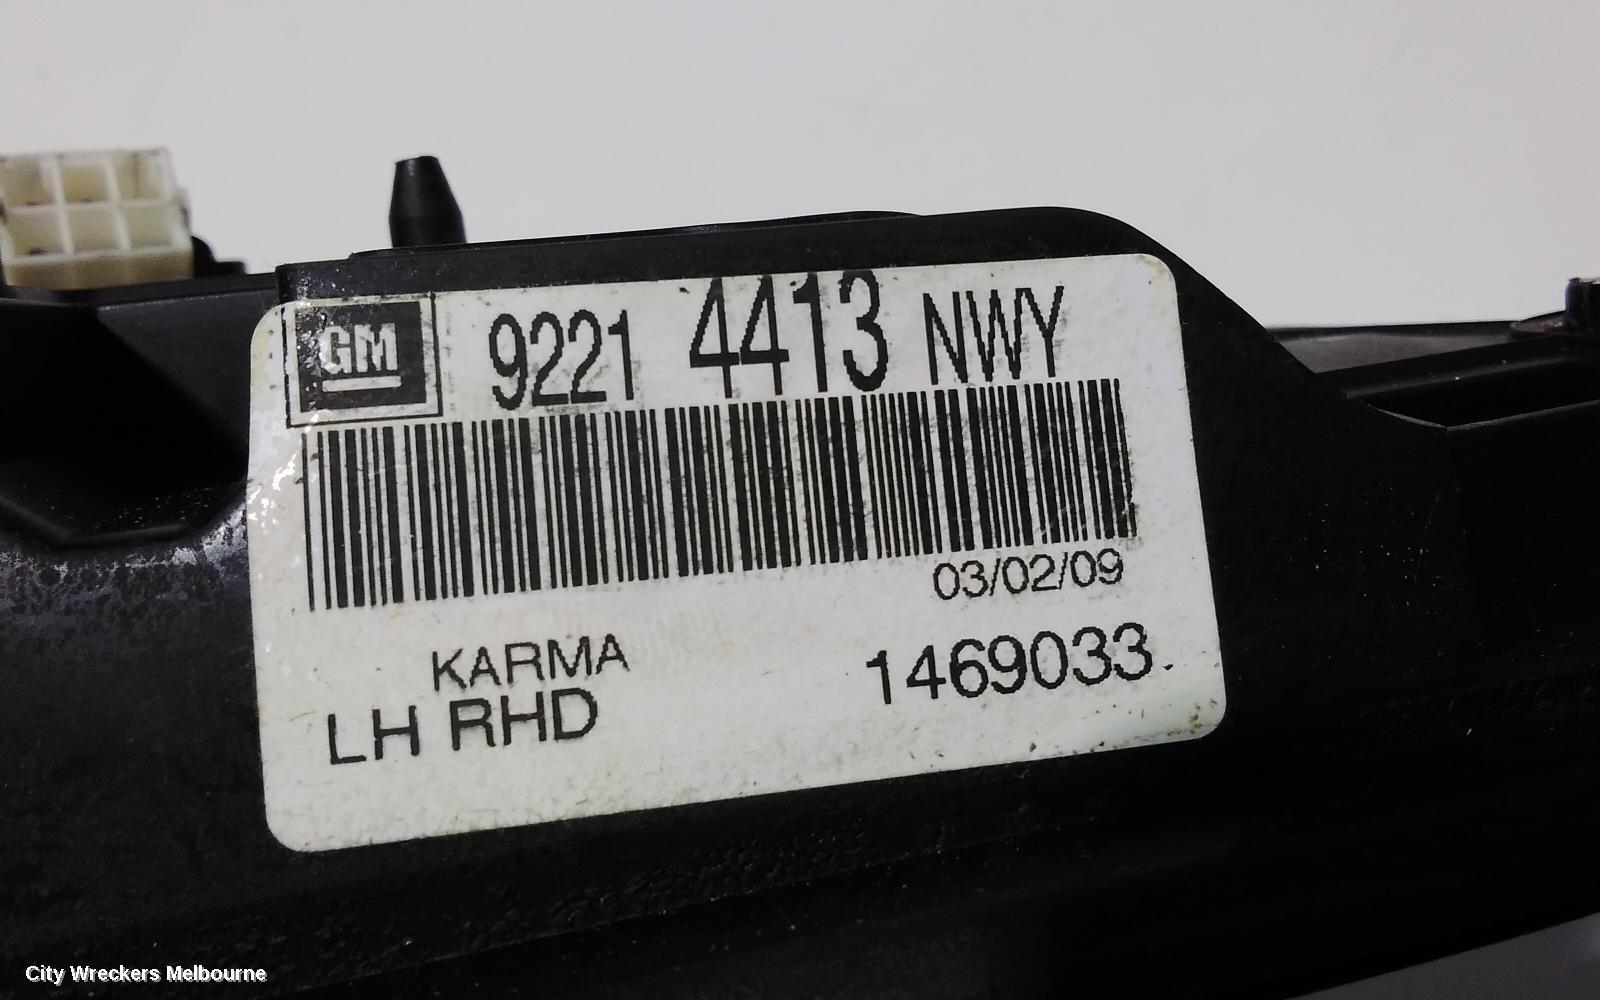 GM 9221 4413 NWY
03/02/09
KARMA
LH RHD 1469033.
City Wreckers Melbourne